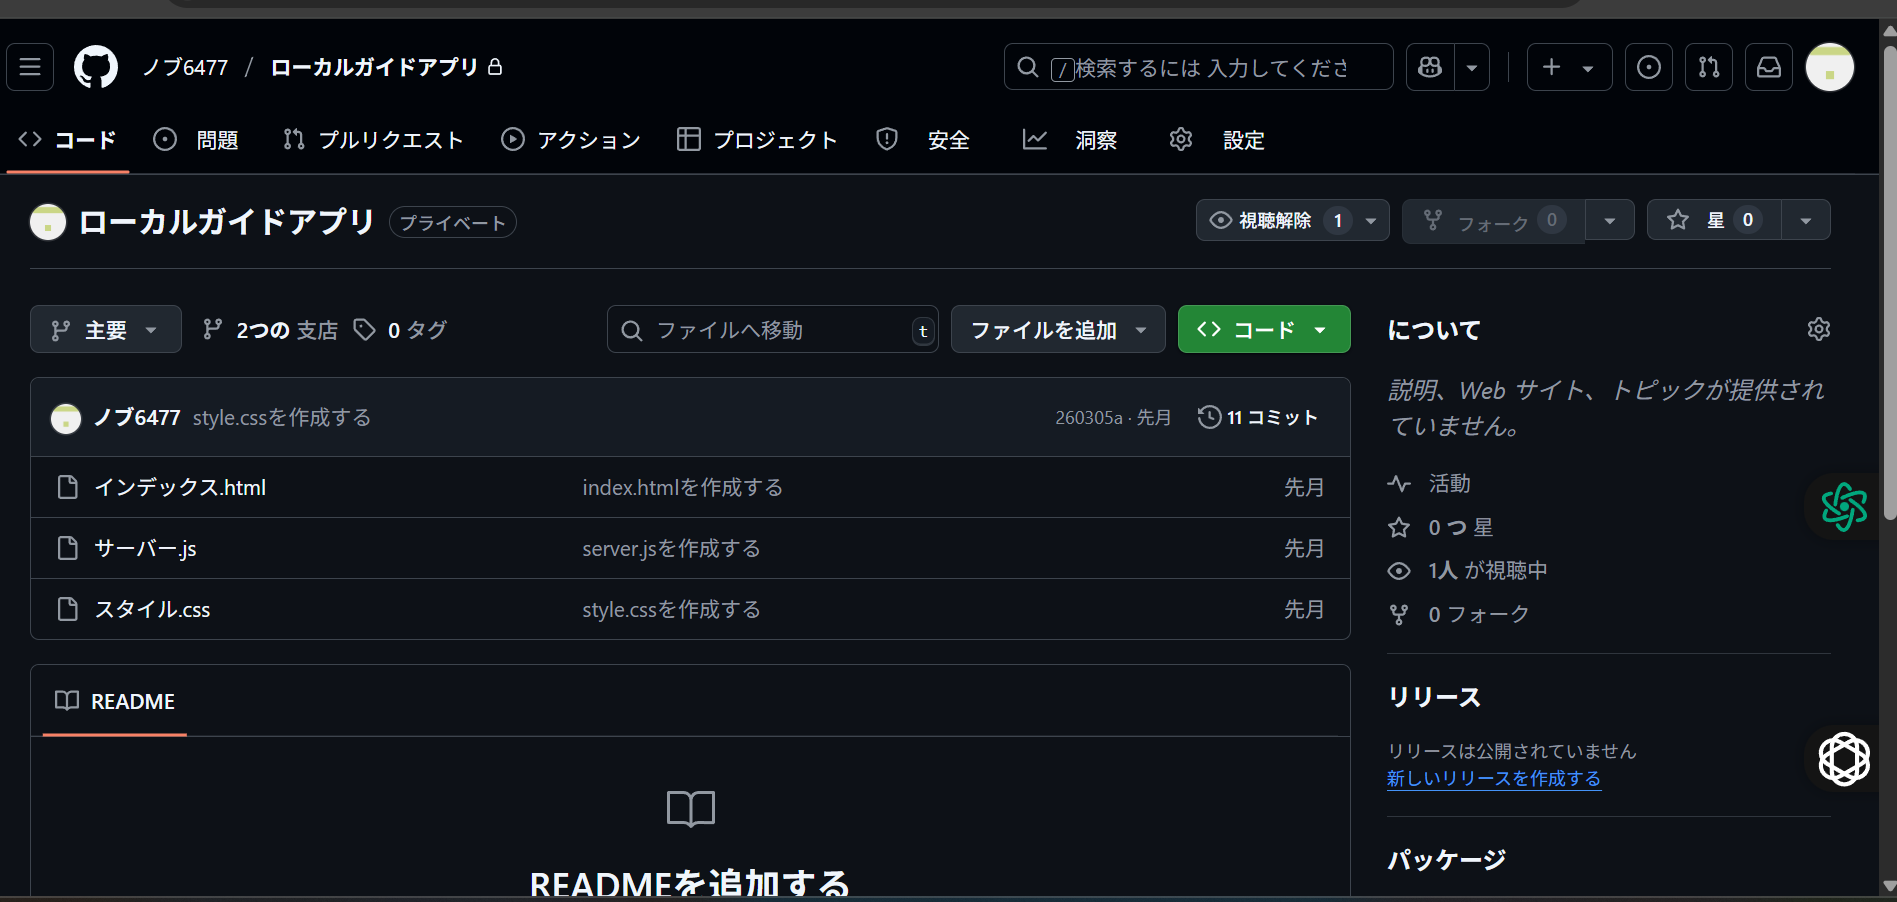 ノブ6477 / ローカルガイドアプリ
/ 検索するには 入力してくださ
コード 問題 プルリクエスト アクション プロジェクト 安全 洞察 設定
ローカルガイドアプリ プライベート
視聴解除 1 フォーク 0 星 0
主要 2つの 支店 0 タグ
ファイルへ移動 t ファイルを追加 コード
ノブ6477 style.cssを作成する 260305a · 先月 11 コミット
インデックス.html index.htmlを作成する 先月
サーバー.js server.jsを作成する 先月
スタイル.css style.cssを作成する 先月
README
READMEを追加する
について
説明、Web サイト、トピックが提供され
ていません。
活動
0 つ 星
1人 が視聴中
0 フォーク
リリース
リリースは公開されていません
新しいリリースを作成する
パッケージ